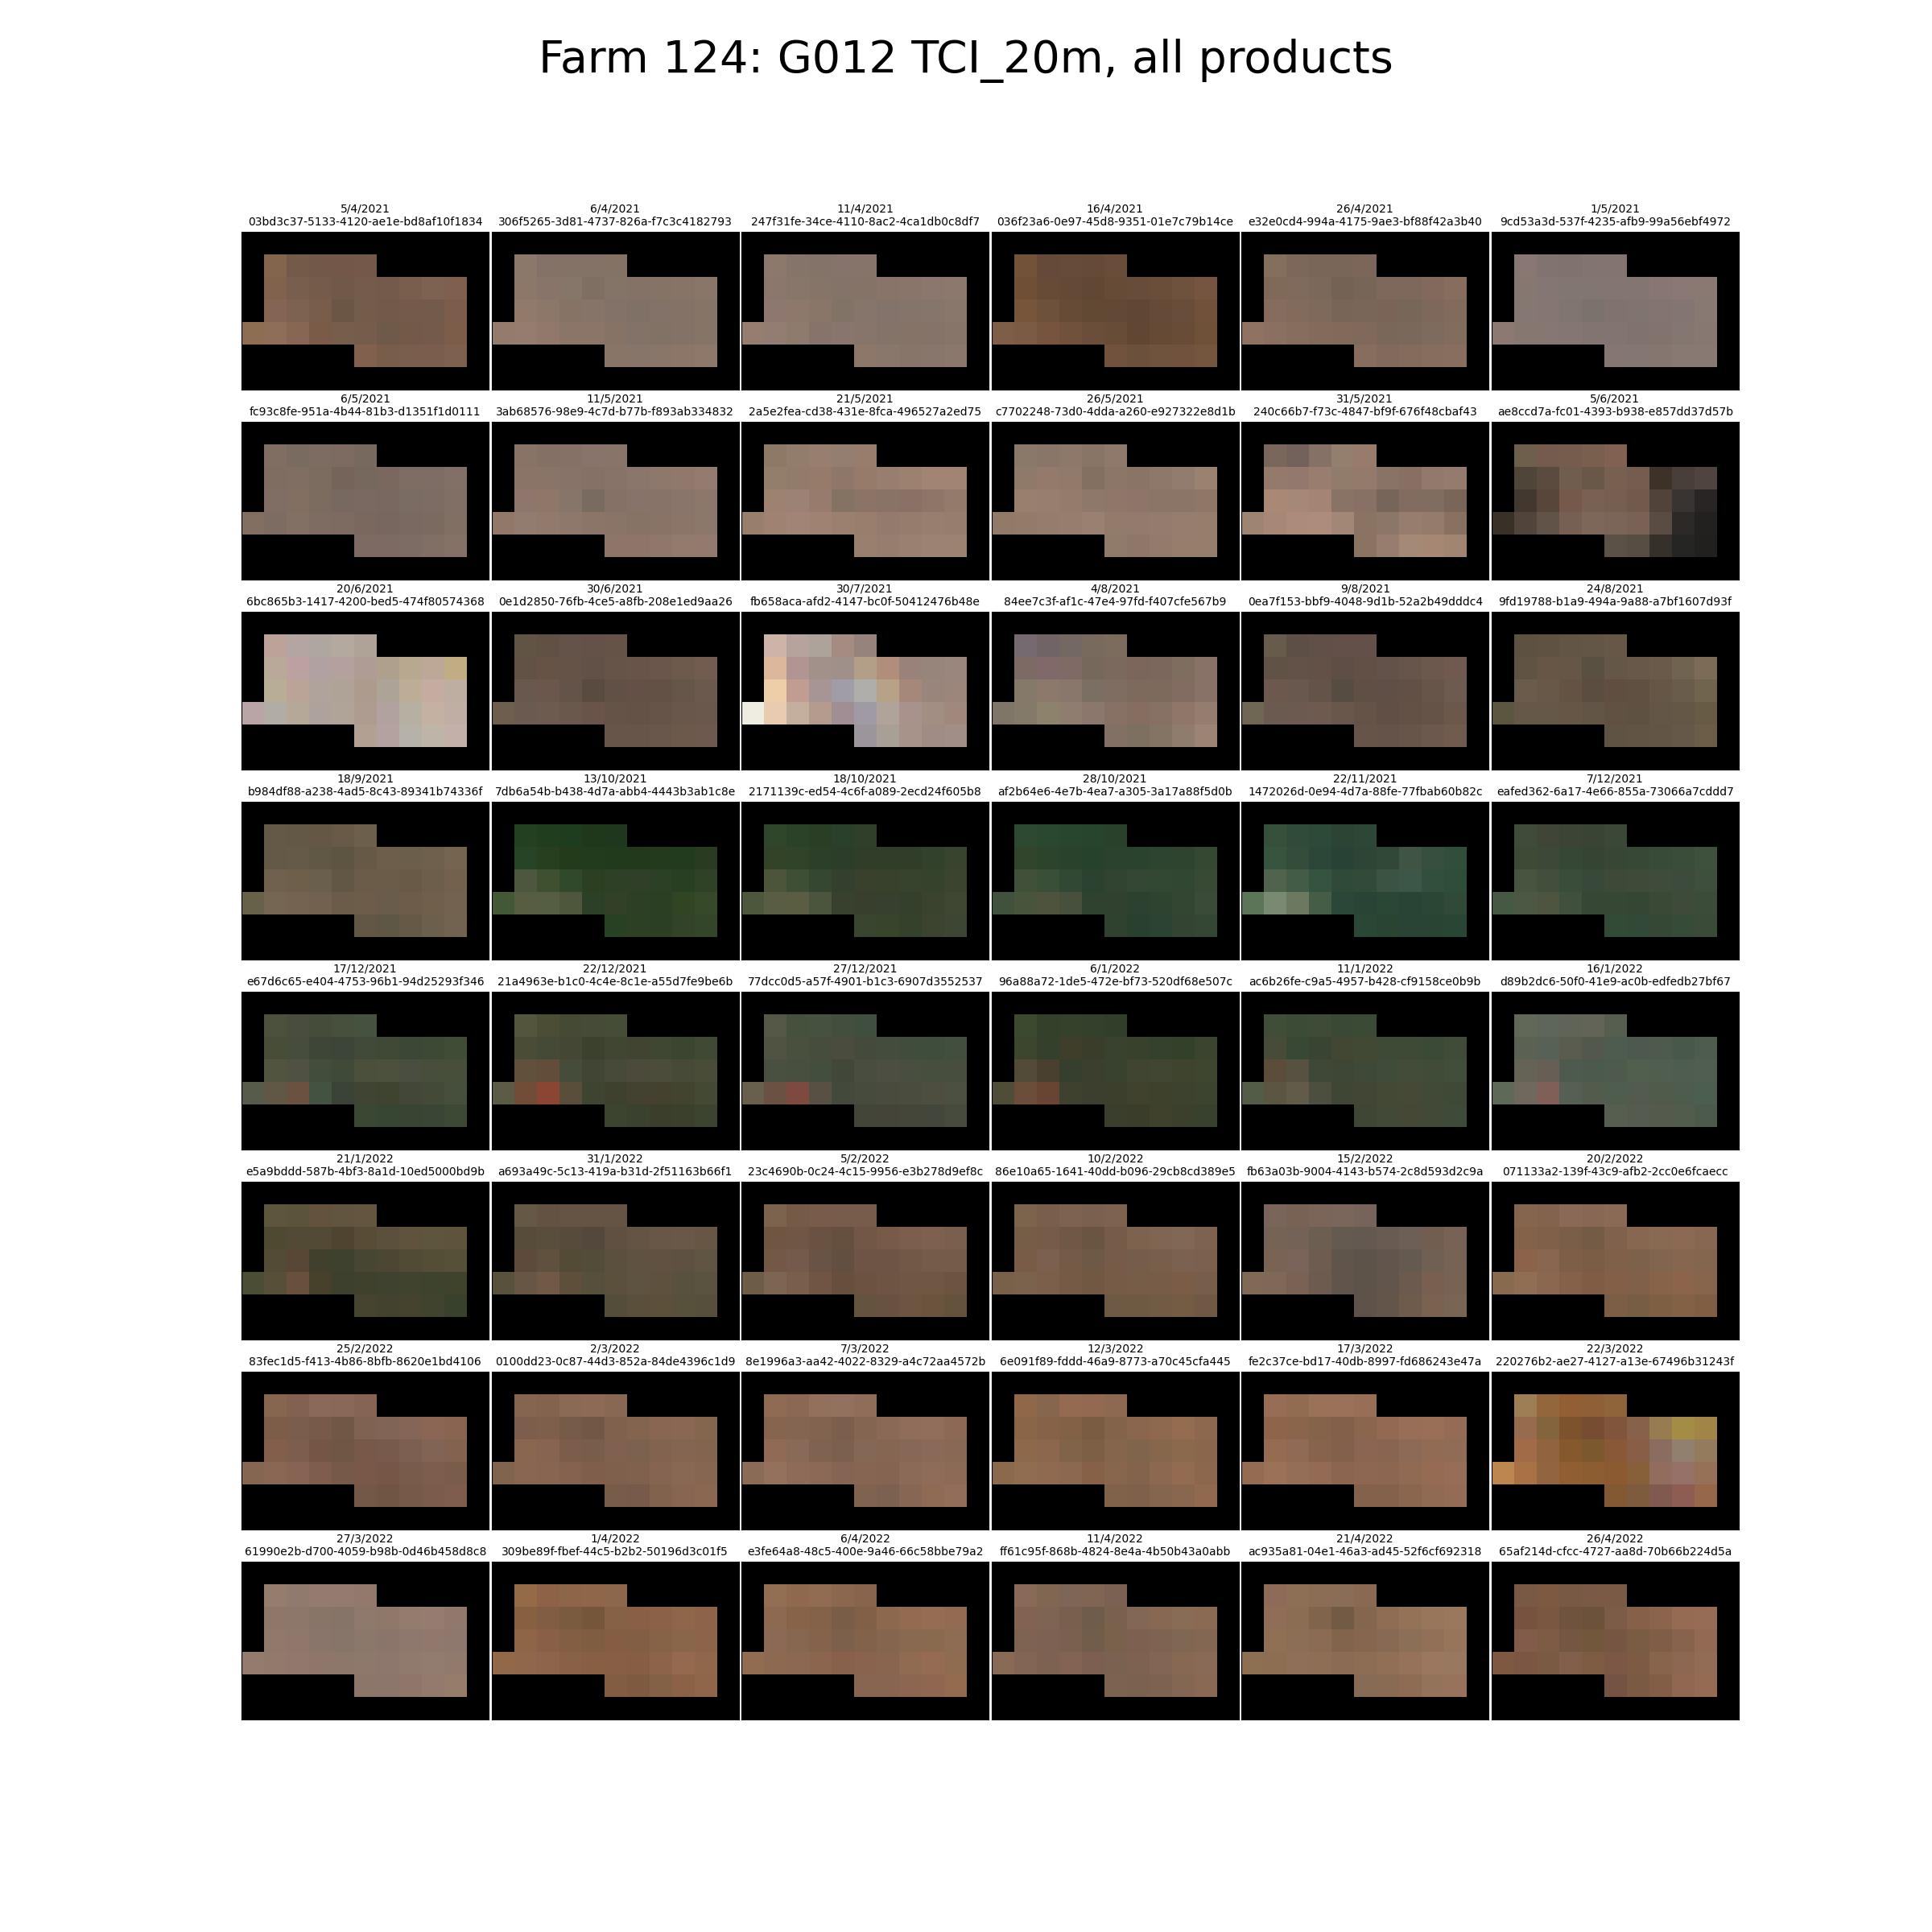 Farm 124: G012 TCI_20m, all products
5/4/2021 6/4/2021 11/4/2021 16/4/2021 26/4/2021 1/5/2021
03bd3c37-5133-4120-ae1e-bd8af10f1834 306f5265-3d81-4737-826a-f7c3c4182793 247f31fe-34ce-4110-8ac2-4ca1db0c8df7 036f23a6-0e97-45d8-9351-01e7c79b14ce e32e0cd4-994a-4175-9ae3-bf88f42a3b40 9cd53a3d-537f-4235-afb9-99a56ebf4972
6/5/2021 11/5/2021 21/5/2021 26/5/2021 31/5/2021 5/6/2021
fc93c8fe-951a-4b44-81b3-d1351f1d0111 3ab68576-98e9-4c7d-b77b-f893ab334832 2a5e2fea-cd38-431e-8fca-496527a2ed75 c7702248-73d0-4dda-a260-e927322e8d1b 240c66b7-f73c-4847-bf9f-676f48cbaf43 ae8ccd7a-fc01-4393-b938-e857dd37d57b
20/6/2021 30/6/2021 30/7/2021 4/8/2021 9/8/2021 24/8/2021
6bc865b3-1417-4200-bed5-474f80574368 0e1d2850-76fb-4ce5-a8fb-208e1ed9aa26 fb658aca-afd2-4147-bc0f-50412476b48e 84ee7c3f-af1c-47e4-97fd-f407cfe567b9 0ea7f153-bbf9-4048-9d1b-52a2b49dddc4 9fd19788-b1a9-494a-9a88-a7bf1607d93f
18/9/2021 13/10/2021 18/10/2021 28/10/2021 22/11/2021 7/12/2021
b984df88-a238-4ad5-8c43-89341b74336f 7db6a54b-b438-4d7a-abb4-4443b3ab1c8e 2171139c-ed54-4c6f-a089-2ecd24f605b8 af2b64e6-4e7b-4ea7-a305-3a17a88f5d0b 1472026d-0e94-4d7a-88fe-77fbab60b82c eafed362-6a17-4e66-855a-73066a7cddd7
17/12/2021 22/12/2021 27/12/2021 6/1/2022 11/1/2022 16/1/2022
e67d6c65-e404-4753-96b1-94d25293f346 21a4963e-b1c0-4c4e-8c1e-a55d7fe9be6b 77dcc0d5-a57f-4901-b1c3-6907d3552537 96a88a72-1de5-472e-bf73-520df68e507c ac6b26fe-c9a5-4957-b428-cf9158ce0b9b d89b2dc6-50f0-41e9-ac0b-edfedb27bf67
21/1/2022 31/1/2022 5/2/2022 10/2/2022 15/2/2022 20/2/2022
e5a9bddd-587b-4bf3-8a1d-10ed5000bd9b a693a49c-5c13-419a-b31d-2f51163b66f1 23c4690b-0c24-4c15-9956-e3b278d9ef8c 86e10a65-1641-40dd-b096-29cb8cd389e5 fb63a03b-9004-4143-b574-2c8d593d2c9a 071133a2-139f-43c9-afb2-2cc0e6fcaecc
25/2/2022 2/3/2022 7/3/2022 12/3/2022 17/3/2022 22/3/2022
83fec1d5-f413-4b86-8bfb-8620e1bd4106 0100dd23-0c87-44d3-852a-84de4396c1d9 8e1996a3-aa42-4022-8329-a4c72aa4572b 6e091f89-fddd-46a9-8773-a70c45cfa445 fe2c37ce-bd17-40db-8997-fd686243e47a 220276b2-ae27-4127-a13e-67496b31243f
27/3/2022 1/4/2022 6/4/2022 11/4/2022 21/4/2022 26/4/2022
61990e2b-d700-4059-b98b-0d46b458d8c8 309be89f-fbef-44c5-b2b2-50196d3c01f5 e3fe64a8-48c5-400e-9a46-66c58bbe79a2 ff61c95f-868b-4824-8e4a-4b50b43a0abb ac935a81-04e1-46a3-ad45-52f6cf692318 65af214d-cfcc-4727-aa8d-70b66b224d5a